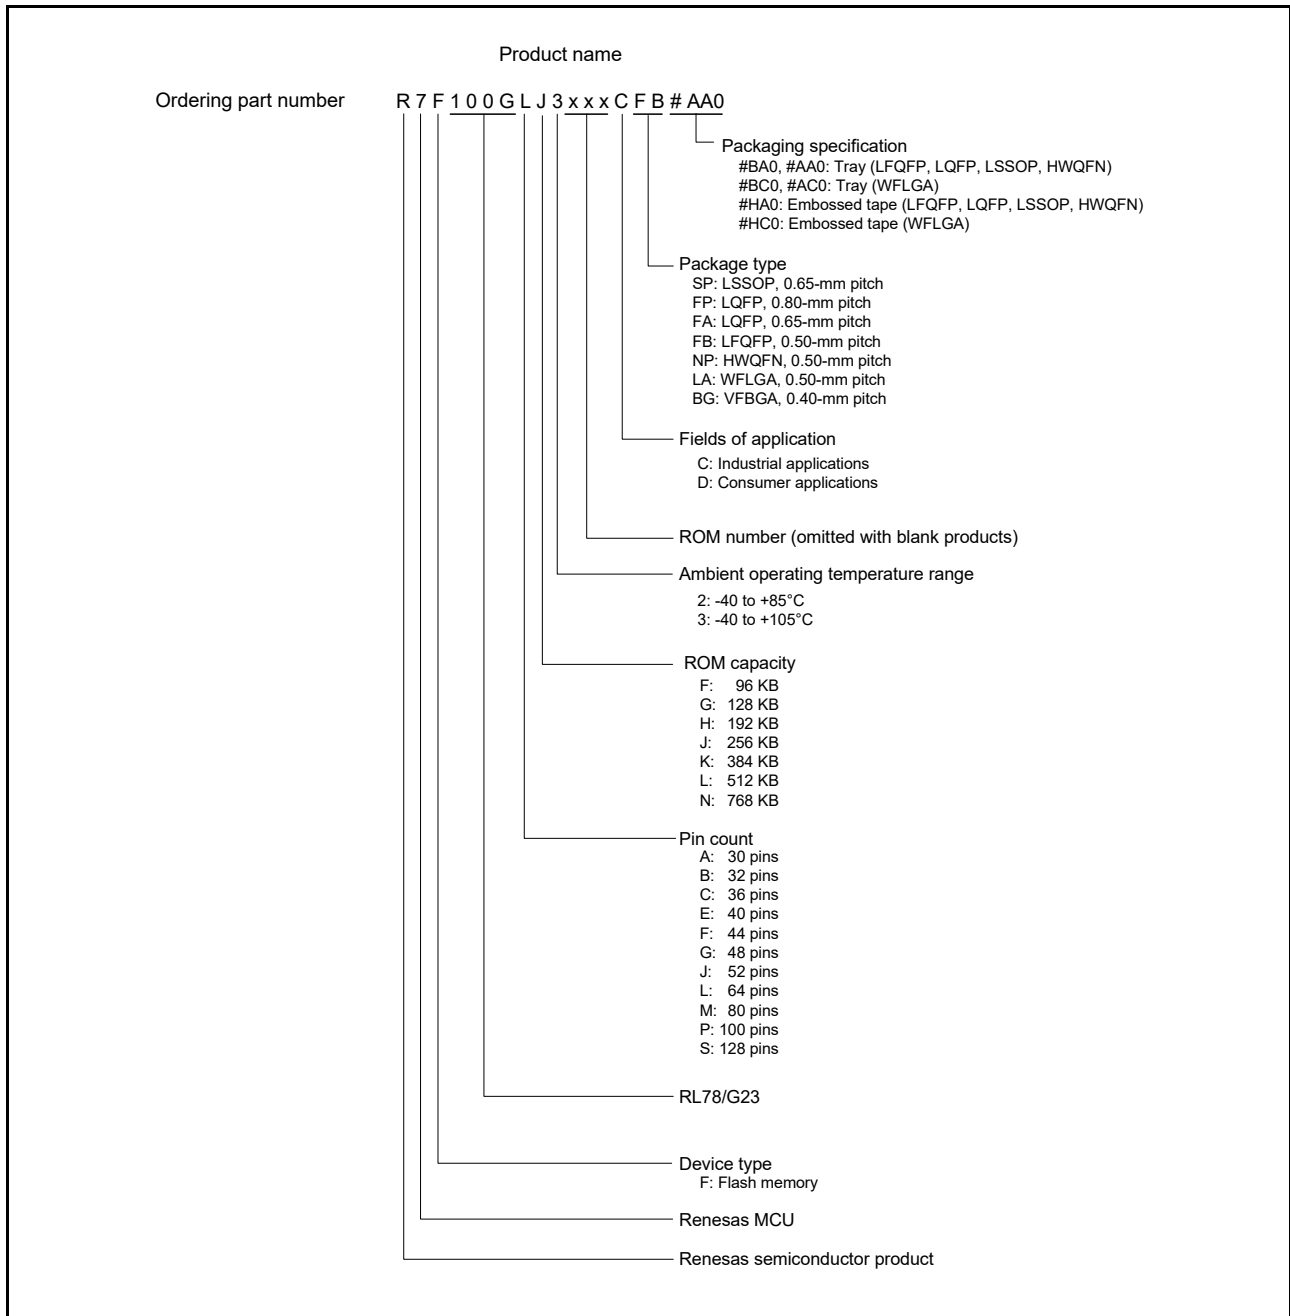 Product name
Ordering part number R 7 F 1 0 0 G L J 3 x x x C F B # AA0
Packaging specification
#BA0, #AA0: Tray (LFQFP, LQFP, LSSOP, HWQFN)
#BC0, #AC0: Tray (WFLGA)
#HA0: Embossed tape (LFQFP, LQFP, LSSOP, HWQFN)
#HC0: Embossed tape (WFLGA)
Package type
SP: LSSOP, 0.65-mm pitch
FP: LQFP, 0.80-mm pitch
FA: LQFP, 0.65-mm pitch
FB: LFQFP, 0.50-mm pitch
NP: HWQFN, 0.50-mm pitch
LA: WFLGA, 0.50-mm pitch
BG: VFBGA, 0.40-mm pitch
Fields of application
C: Industrial applications
D: Consumer applications
ROM number (omitted with blank products)
Ambient operating temperature range
2: -40 to +85°C
3: -40 to +105°C
ROM capacity
F: 96 KB
G: 128 KB
H: 192 KB
J: 256 KB
K: 384 KB
L: 512 KB
N: 768 KB
Pin count
A: 30 pins
B: 32 pins
C: 36 pins
E: 40 pins
F: 44 pins
G: 48 pins
J: 52 pins
L: 64 pins
M: 80 pins
P: 100 pins
S: 128 pins
RL78/G23
Device type
F: Flash memory
Renesas MCU
Renesas semiconductor product